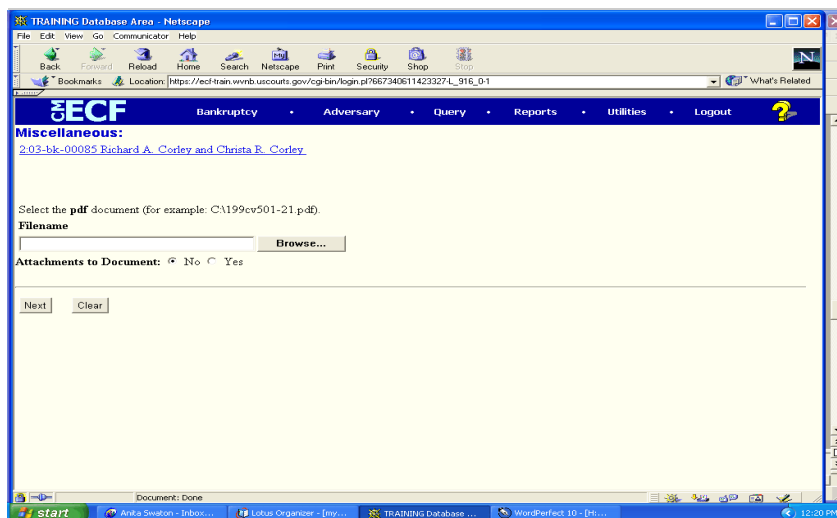 TRAINING Database Area - Netscape
File Edit View Go Communicator Help
Back Forward Reload Home Search Netscape Print Security Shop Stop
Bookmarks Location: https://ecf-train.wvnb.uscourts.gov/cgi-bin/login.pl?667340611423327-L_916_0-1 What's Related
CM ECF Bankruptcy • Adversary • Query • Reports • Utilities • Logout ?
Miscellaneous:
2:03-bk-00085 Richard A. Corley and Christa R. Corley
Select the pdf document (for example: C:\199cv501-21.pdf).
Filename
Browse...
Attachments to Document: No Yes
Next Clear
Document: Done
start Anita Swaton - Inbox... Lotus Organizer - [my... TRAINING Database ... WordPerfect 10 - [H:... 12:20 PM